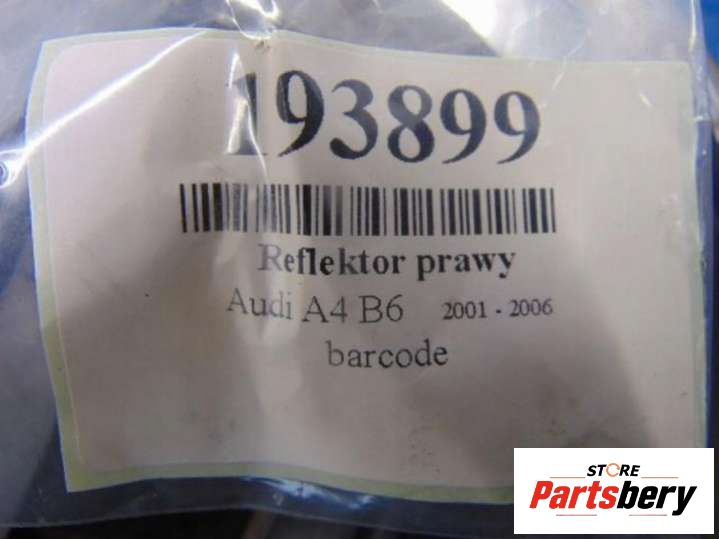 193899
Reflektor prawy
Audi A4 B6 2001 - 2006
barcode
STORE
Partsbery